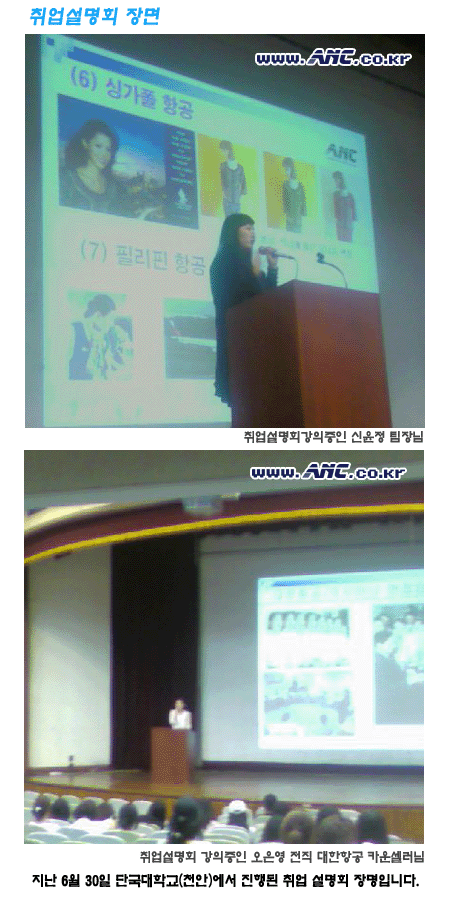 취업설명회 장면
www.ANC.co.kr
(6) 싱가폴 항공
ANC
(7) 필리핀 항공
취업설명회강의중인 신윤정 팀장님
www.ANC.co.kr
취업설명회 강의중인 오은영 전직 대한항공 카운셀러님
지난 6월 30일 단국대학교(천안)에서 진행된 취업 설명회 장명입니다.